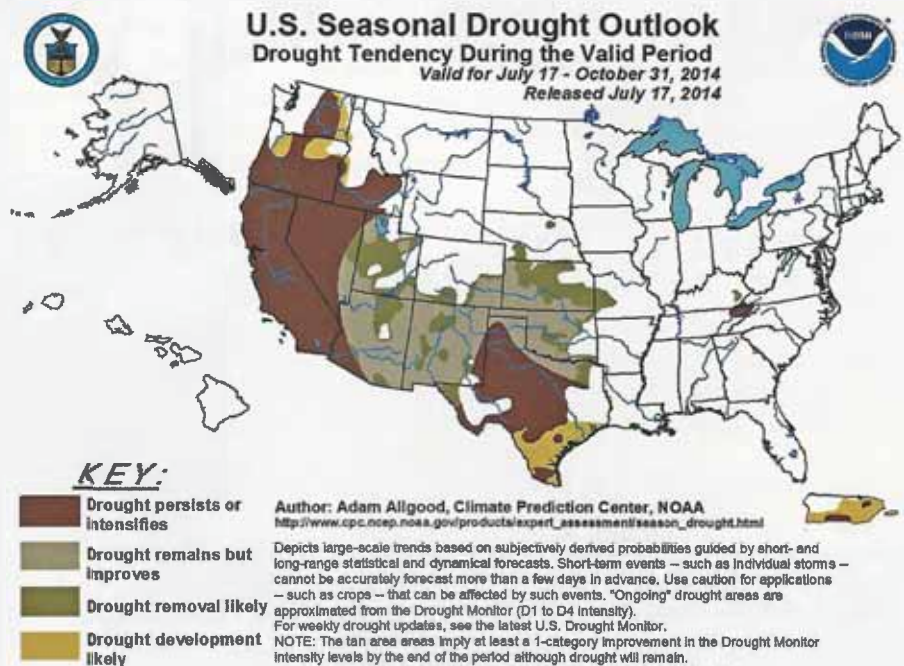 U.S. Seasonal Drought Outlook
Drought Tendency During the Valid Period
Valid for July 17 - October 31, 2014
Released July 17, 2014
KEY:
Drought persists or
intensifies
Drought remains but
improves
Drought removal likely
Drought development
likely
Author: Adam Allgood, Climate Prediction Center, NOAA
http://www.cpc.ncep.noaa.gov/products/expert_assessment/season_drought.html
Depicts large-scale trends based on subjectively derived probabilities guided by short- and
long-range statistical and dynamical forecasts. Short-term events -- such as individual storms --
cannot be accurately forecast more than a few days in advance. Use caution for applications
-- such as crops -- that can be affected by such events. "Ongoing" drought areas are
approximated from the Drought Monitor (D1 to D4 intensity).
For weekly drought updates, see the latest U.S. Drought Monitor.
NOTE: The tan area areas imply at least a 1-category improvement in the Drought Monitor
intensity levels by the end of the period although drought will remain.